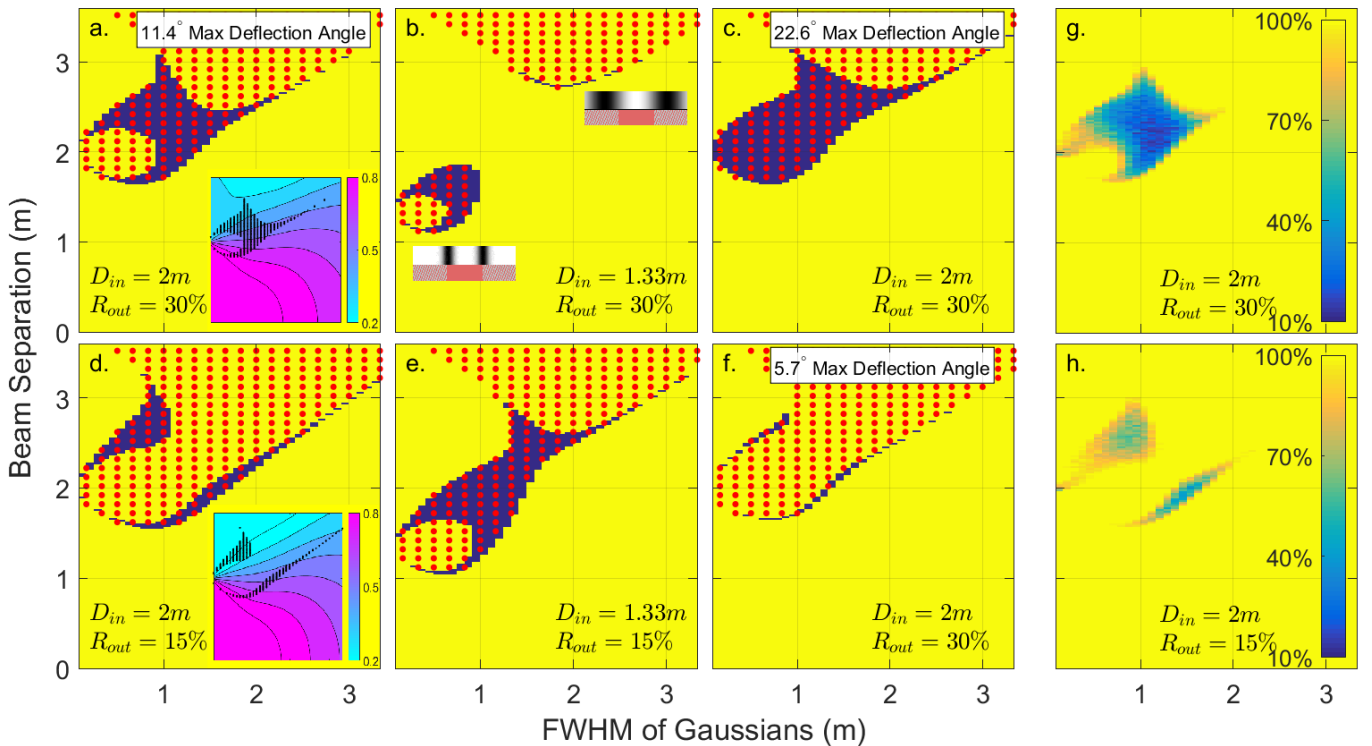 a.
11.4° Max Deflection Angle
b.
c.
22.6° Max Deflection Angle
g.
100%
70%
40%
10%
3
2
1
0
0.8
0.5
0.2
D_in = 2m
R_out = 30%
D_in = 1.33m
R_out = 30%
D_in = 2m
R_out = 30%
D_in = 2m
R_out = 30%
d.
e.
f.
5.7° Max Deflection Angle
h.
100%
70%
40%
10%
3
2
1
0
0.8
0.5
0.2
D_in = 2m
R_out = 15%
D_in = 1.33m
R_out = 15%
D_in = 2m
R_out = 30%
D_in = 2m
R_out = 15%
1 2 3
1 2 3
1 2 3
1 2 3
Beam Separation (m)
FWHM of Gaussians (m)